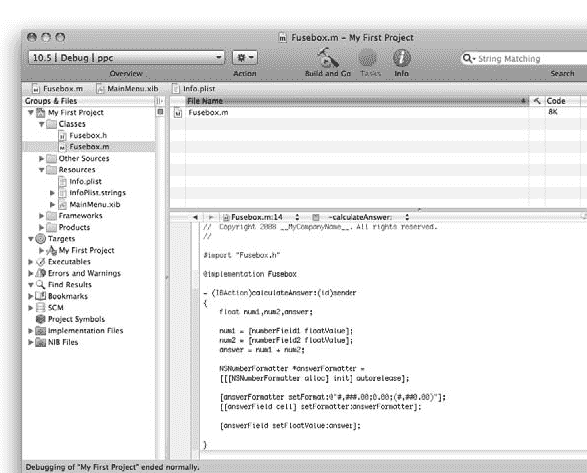 Fusebox.m – My First Project
10.5 | Debug | ppc
String Matching
Overview
Action
Build and Go
Tasks
Info
Search
Fusebox.m
MainMenu.xib
Info.plist
Groups & Files
My First Project
Classes
Fusebox.h
Fusebox.m
Other Sources
Resources
Info.plist
InfoPlist.strings
MainMenu.xib
Frameworks
Products
Targets
My First Project
Executables
Errors and Warnings
Find Results
Bookmarks
SCM
Project Symbols
Implementation Files
NIB Files
File Name
Code
Fusebox.m
8K
Fusebox.m:14
-calculateAnswer:
// Copyright 2008 __MyCompanyName__. All rights reserved.
//
#import "Fusebox.h"
@implementation Fusebox
- (IBAction)calculateAnswer:(id)sender
{
float num1,num2,answer;
num1 = [numberField1 floatValue];
num2 = [numberField2 floatValue];
answer = num1 + num2;
NSNumberFormatter *answerFormatter =
[[[NSNumberFormatter alloc] init] autorelease];
[answerFormatter setFormat:@"#,###.00;0.00;(#,##0.00)"];
[[answerField cell] setFormatter:answerFormatter];
[answerField setFloatValue:answer];
}
Debugging of "My First Project" ended normally.